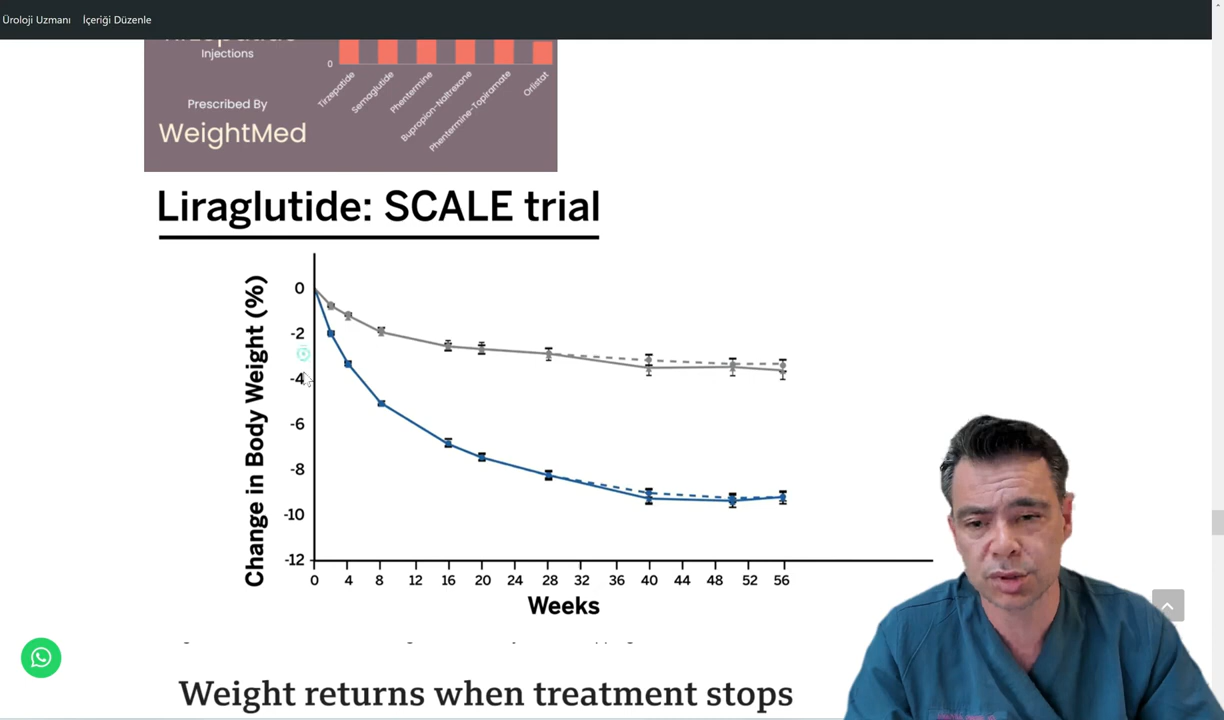 Üroloji Uzmanı İçeriği Düzenle
Injections
Prescribed By
WeightMed
0
Tirzepatide
Semaglutide
Phentermine
Bupropion-Naltrexone
Phentermine-Topiramate
Orlistat
Liraglutide: SCALE trial
Change in Body Weight (%)
0
-2
-4
-6
-8
-10
-12
0 4 8 12 16 20 24 28 32 36 40 44 48 52 56
Weeks
Weight returns when treatment stops